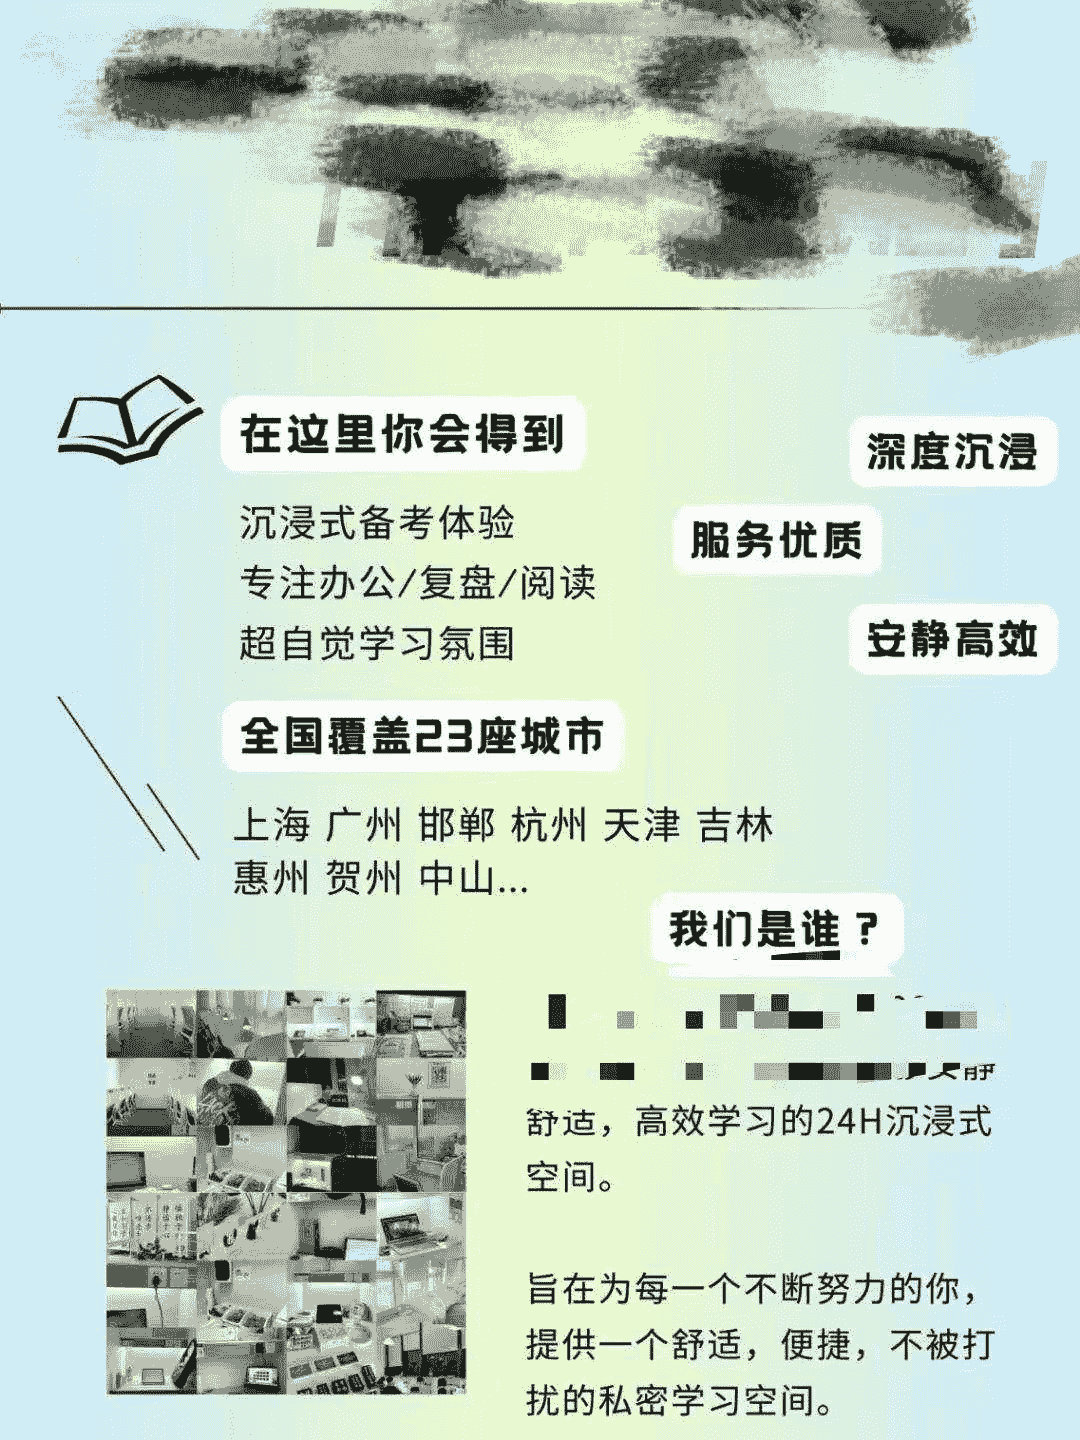 在这里你会得到
沉浸式备考体验
专注办公/复盘/阅读
超自觉学习氛围
深度沉浸
服务优质
安静高效
全国覆盖23座城市
上海 广州 邯郸 杭州 天津 吉林
惠州 贺州 中山...
我们是谁？
静
舒适，高效学习的24H沉浸式
空间。
旨在为每一个不断努力的你，
提供一个舒适，便捷，不被打
扰的私密学习空间。